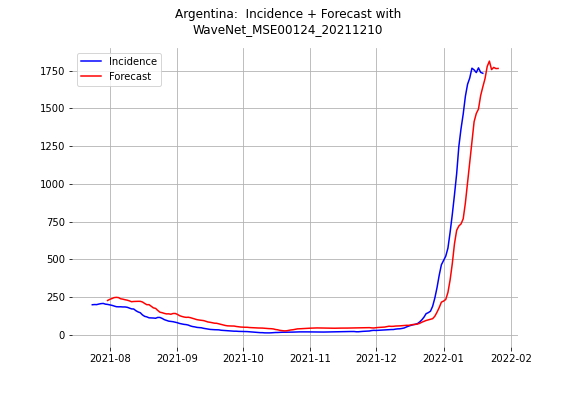 Argentina:  Incidence + Forecast with
WaveNet_MSE00124_20211210
Incidence
Forecast
1750
1500
1250
1000
750
500
250
0
2021-08 2021-09 2021-10 2021-11 2021-12 2022-01 2022-02